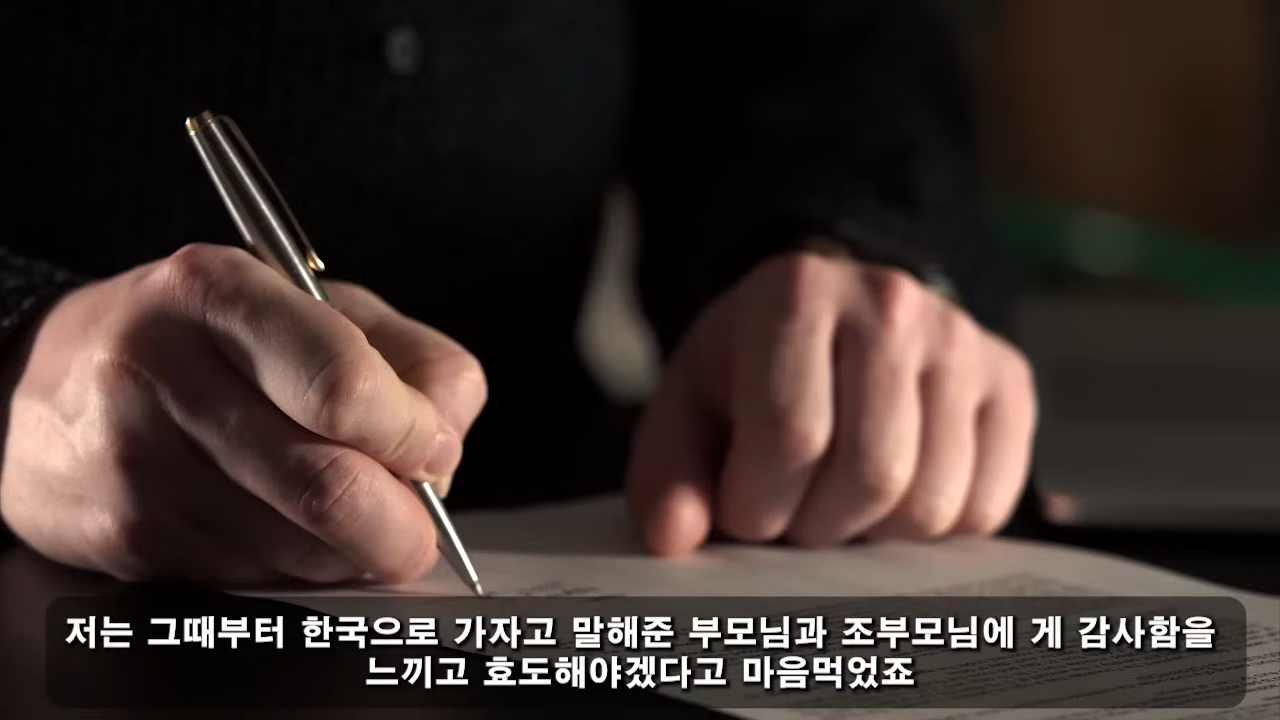 저는 그때부터 한국으로 가자고 말해준 부모님과 조부모님에 게 감사함을
느끼고 효도해야겠다고 마음먹었죠